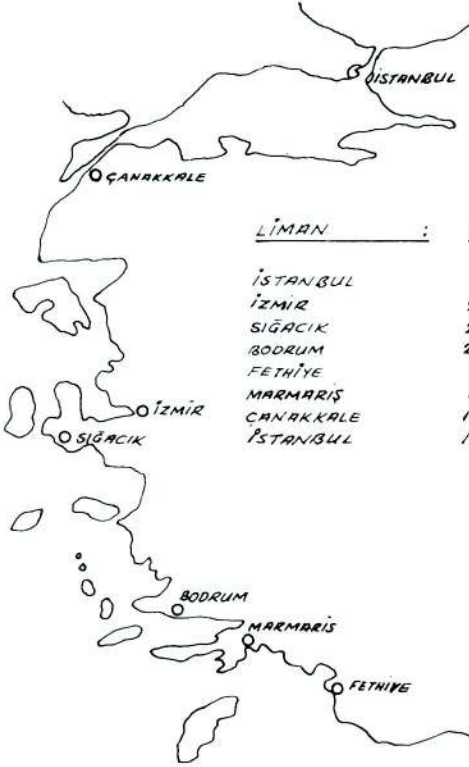 İSTANBUL
ÇANAKKALE
LİMAN :
İSTANBUL
İZMİR
SIĞACIK
BODRUM
FETHİYE
MARMARİŞ
ÇANAKKALE
İSTANBUL
İZMİR
SIĞACIK
BODRUM
MARMARİS
FETHİYE